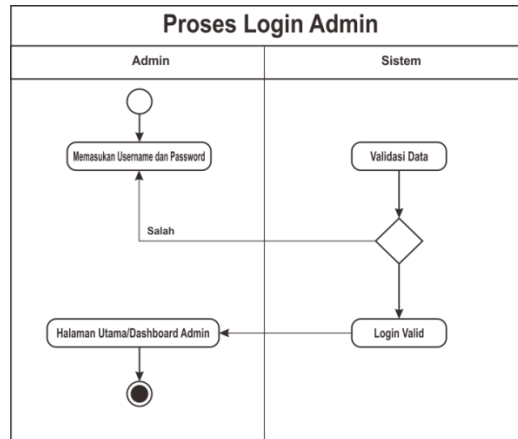 Proses Login Admin
Admin
Sistem
Memasukan Username dan Password
Validasi Data
Salah
Halaman Utama/Dashboard Admin
Login Valid